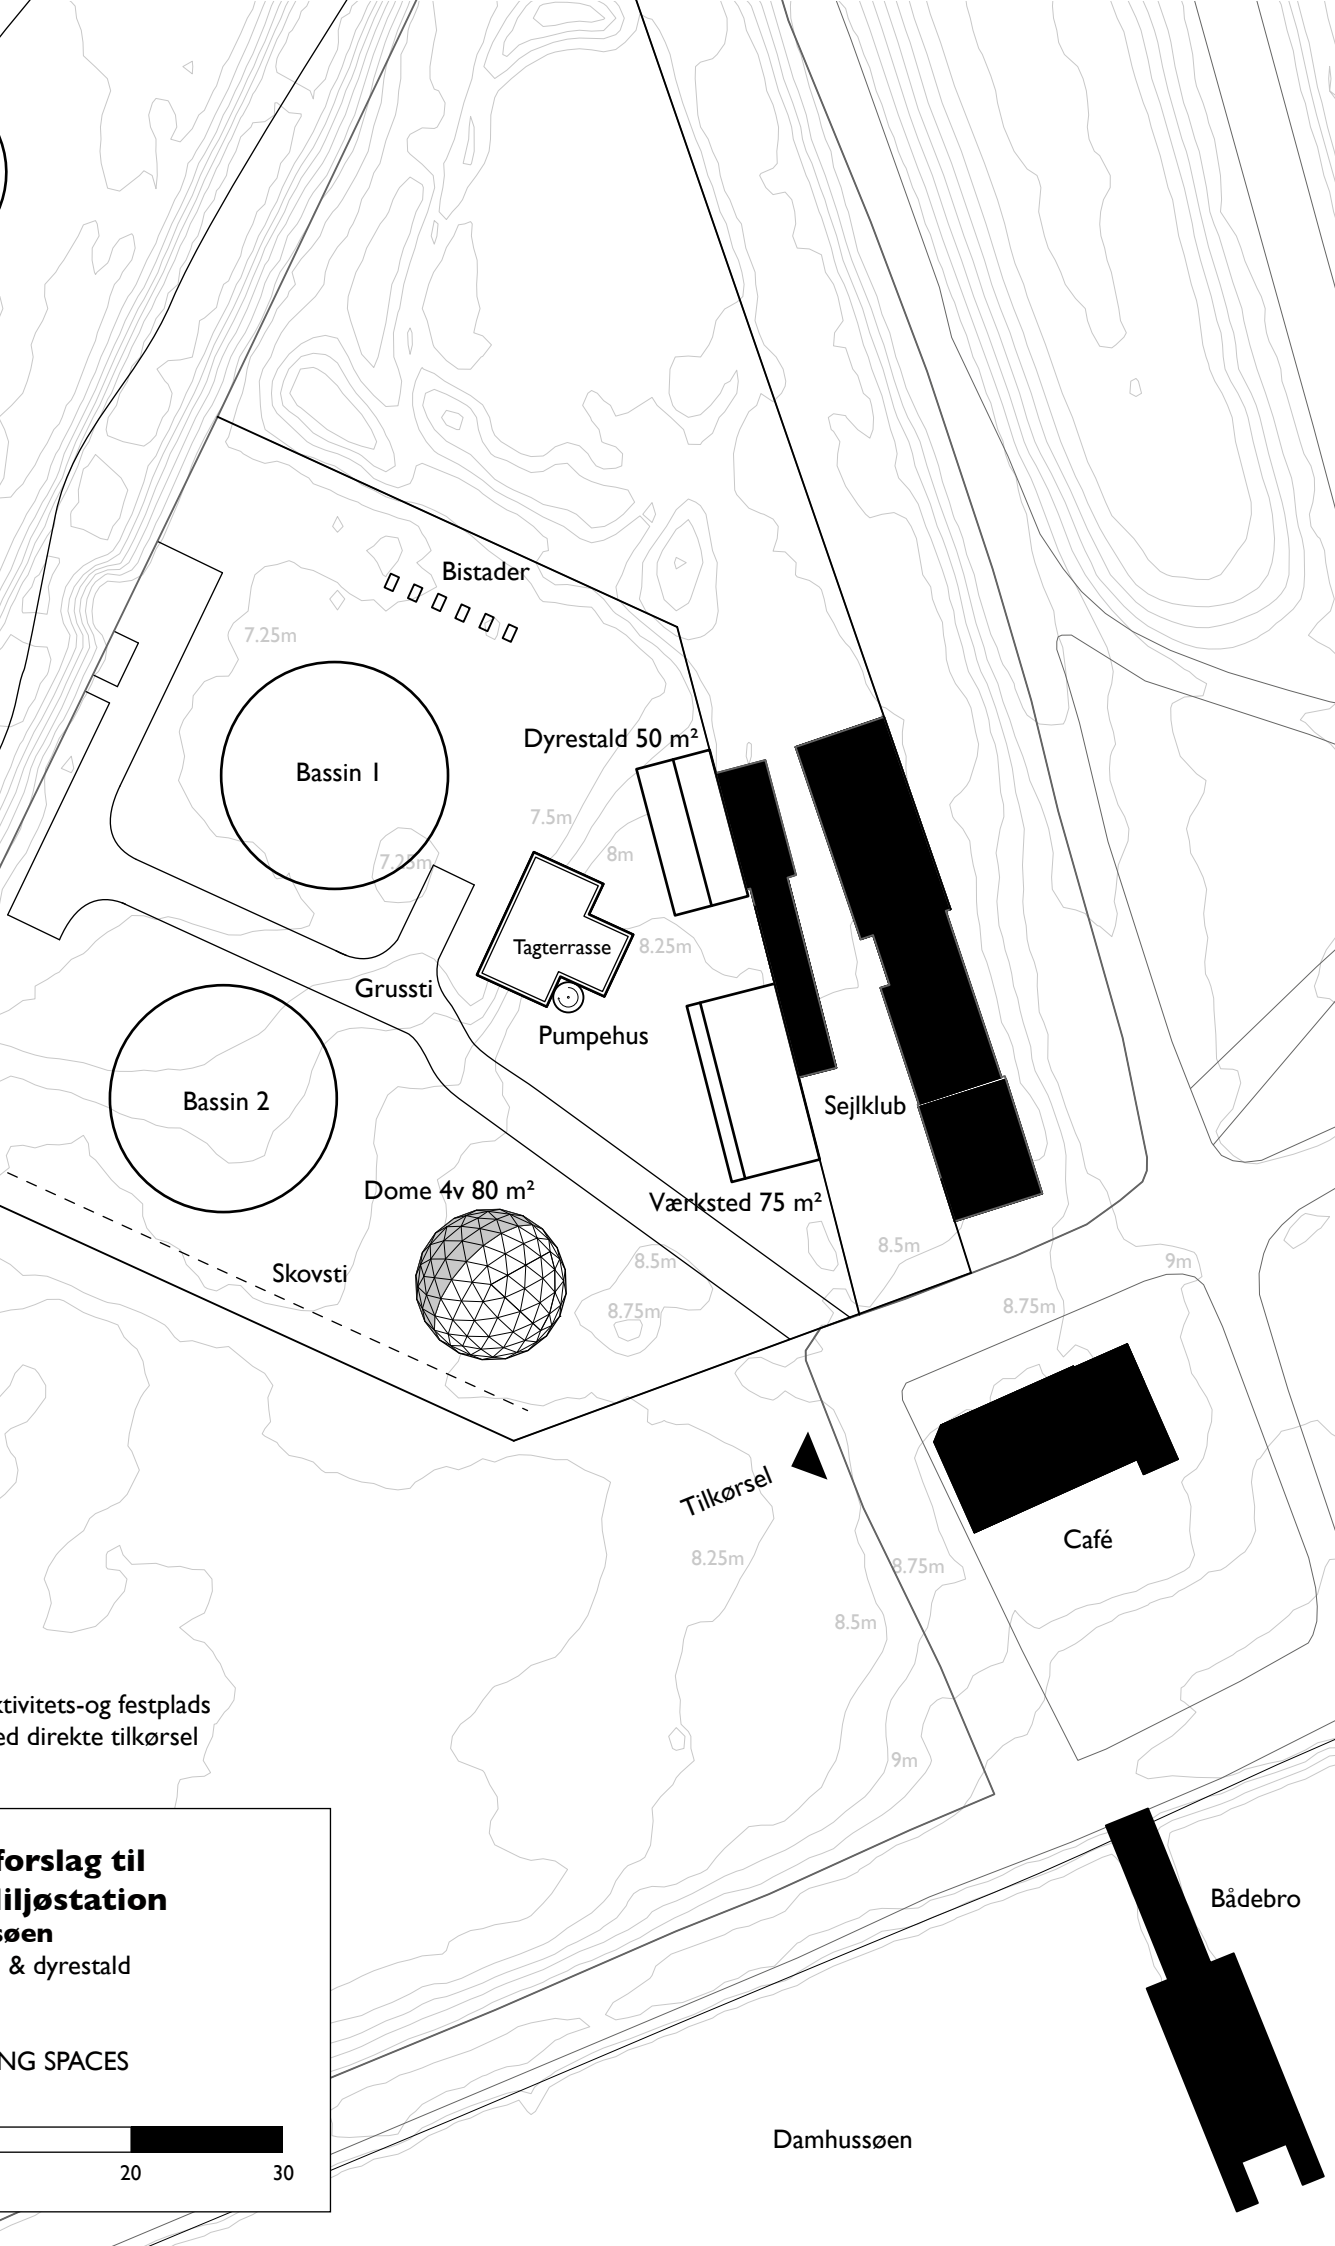 Bistader
7.25m
Dyrestald 50 m²
Bassin 1
7.5m
8m
7.25m
Tagterrasse
8.25m
Grussti
Pumpehus
Bassin 2
Sejlklub
Dome 4v 80 m²
Værksted 75 m²
8.5m
8.5m
9m
Skovsti
8.75m
8.75m
Tilkørsel
Café
8.25m
8.75m
8.5m
ktivitets-og festplads
ed direkte tilkørsel
9m
forslag til
iljøstation
søen
& dyrestald
Bådebro
NG SPACES
Damhussøen
20 30